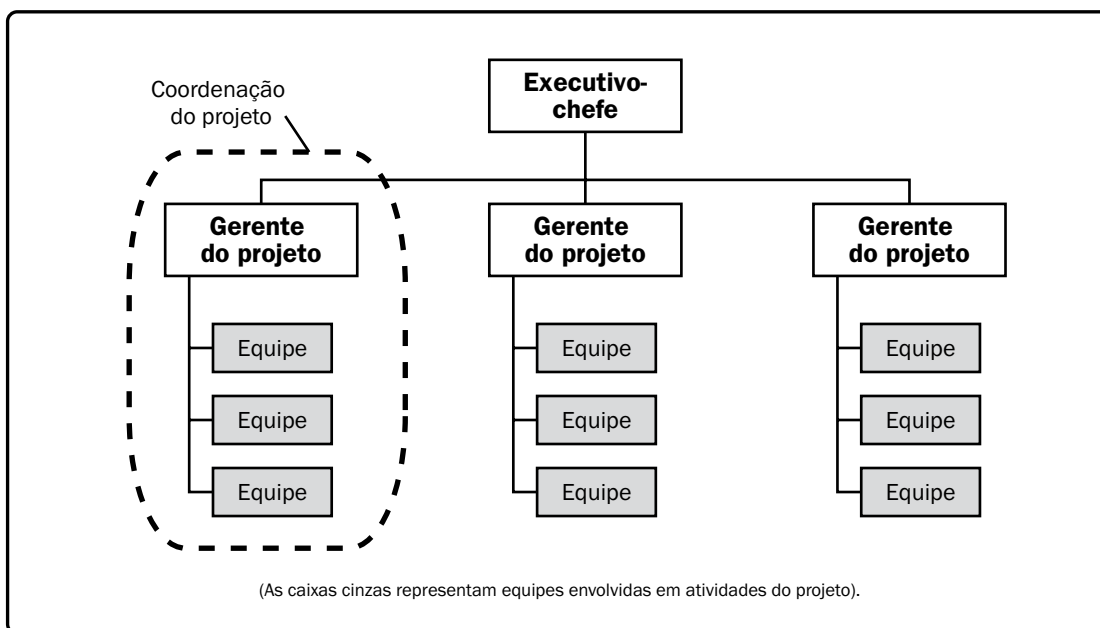 Coordenação
do projeto
Executivo-
chefe
Gerente
do projeto
Gerente
do projeto
Gerente
do projeto
Equipe
Equipe
Equipe
Equipe
Equipe
Equipe
Equipe
Equipe
Equipe
(As caixas cinzas representam equipes envolvidas em atividades do projeto).